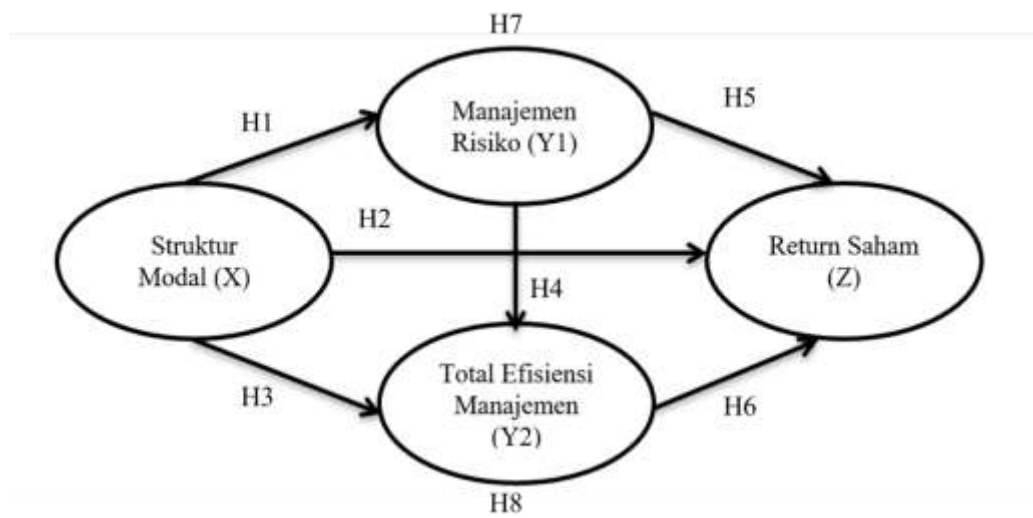 H7
Manajemen
Risiko (Y1)
H5
H1
H2
Struktur
Modal (X)
Return Saham
(Z)
H4
Total Efisiensi
Manajemen
(Y2)
H3
H6
H8